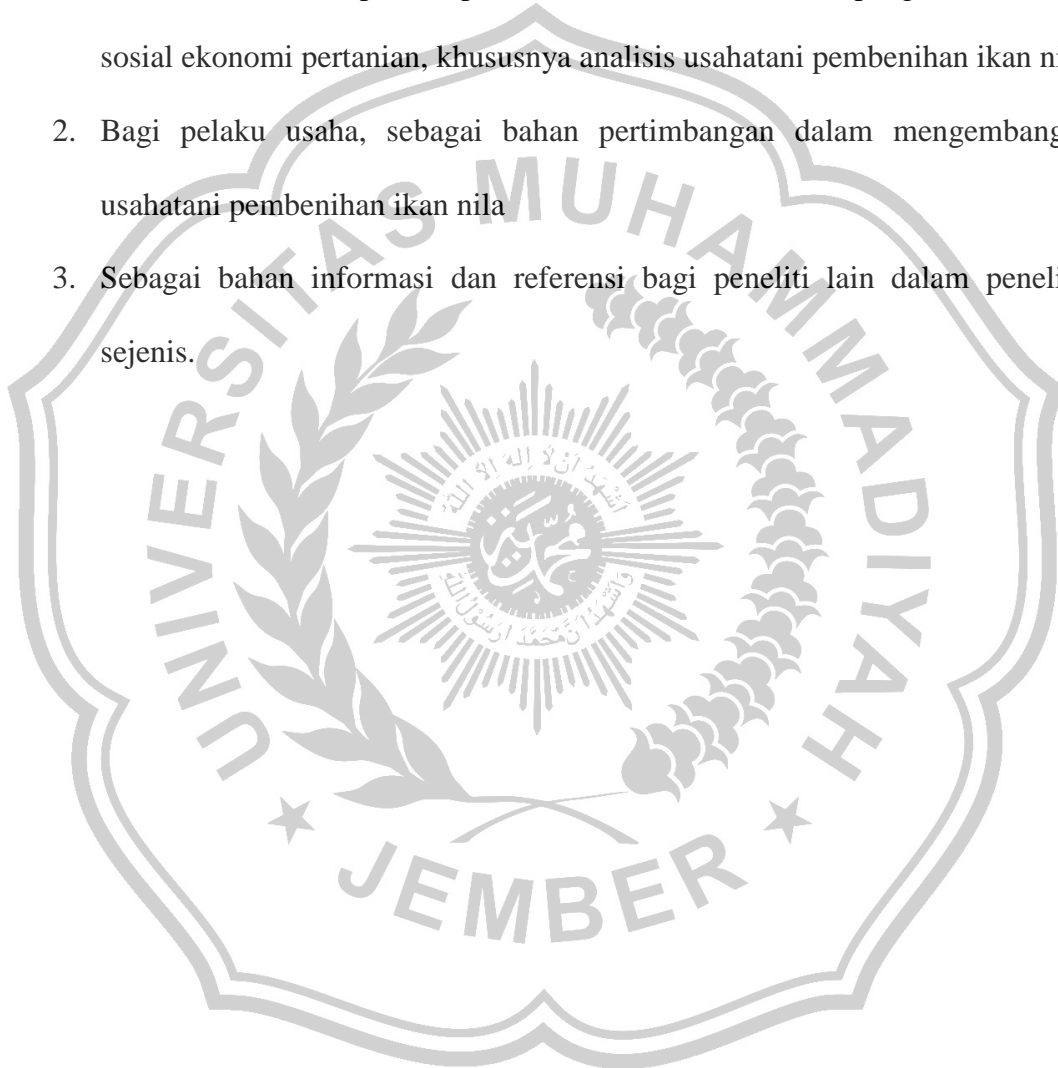 sosial ekonomi pertanian, khususnya analisis usahatani pembenihan ikan ni
2. Bagi pelaku usaha, sebagai bahan pertimbangan dalam mengembang
usahatani pembenihan ikan nila
3. Sebagai bahan informasi dan referensi bagi peneliti lain dalam peneli
sejenis.
UNIVERSITAS MUHAMMADIYAH
JEMBER